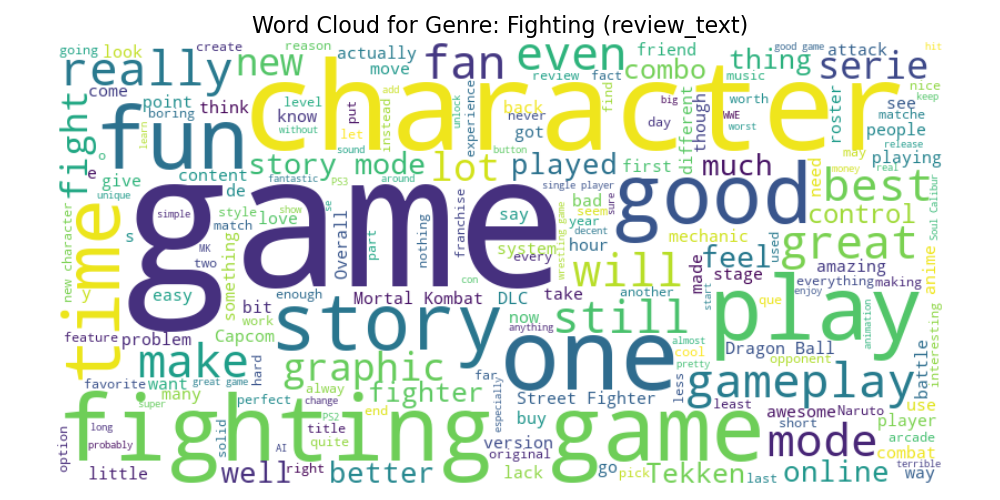 Word Cloud for Genre: Fighting (review_text)
going look create reason actually fan even friend thing good game hit
really new move combo attack serie
come character review fact music nice keep
fight point think level put add back find big WWE see
boring fun know let instead experience unlock never worth roster matche
learn without got different though day worst people release
o e give content story mode lot played first much need may playing
de fantastic PS3 sound around button single player real money best
unique simple style love show franchise say bad sure good control
new character time game match se part nothing seem decent mechanic used great Soul Calibur
s MK something Overall system every year hour feel amazing anime
two will wrestling game made stage everything making
y easy bit enough con take another start que enjoy
work Mortal Kombat DLC now still play animation interesting
feature problem Capcom story anything one almost cool Dragon Ball opponent
make hard graphic far pretty less gameplay battle
favorite want great game alway fighter especially Street Fighter
many perfect change buy least awesome Naruto use
super PS2 end title version short player
long option fighting game quite original mode arcade
probably solid AI combat
little well right better lack go pick Tekken last online terrible way